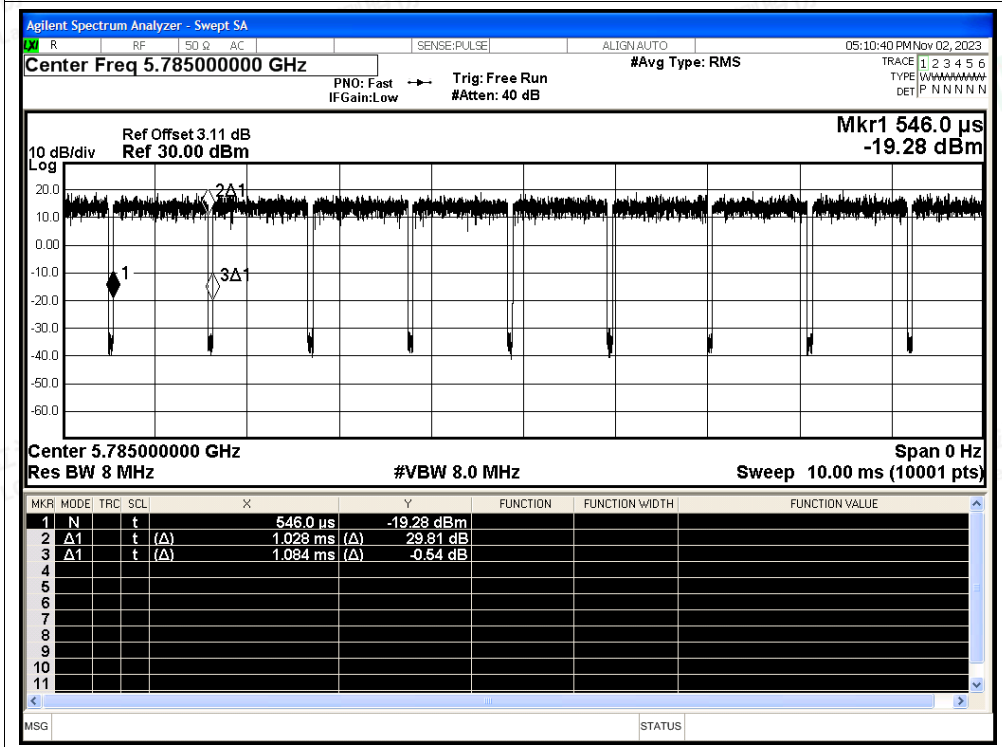 Agilent Spectrum Analyzer - Swept SA
LXI R RF 50 Ω AC SENSE:PULSE ALIGN AUTO 05:10:40 PM Nov 02, 2023
Center Freq 5.785000000 GHz #Avg Type: RMS TRACE 1 2 3 4 5 6
PNO: Fast Trig: Free Run TYPE W
IFGain:Low #Atten: 40 dB DET P N N N N N
Mkr1 546.0 µs
Ref Offset 3.11 dB
10 dB/div Ref 30.00 dBm -19.28 dBm
Log
20.0
2Δ1
10.0
0.00
-10.0
1
3Δ1
-20.0
-30.0
-40.0
-50.0
-60.0
Center 5.785000000 GHz Span 0 Hz
Res BW 8 MHz #VBW 8.0 MHz Sweep 10.00 ms (10001 pts)
MKR MODE TRC SCL X Y FUNCTION FUNCTION WIDTH FUNCTION VALUE
1 N t 546.0 µs -19.28 dBm
2 Δ1 t (Δ) 1.028 ms (Δ) 29.81 dB
3 Δ1 t (Δ) 1.084 ms (Δ) -0.54 dB
4
5
6
7
8
9
10
11
MSG STATUS